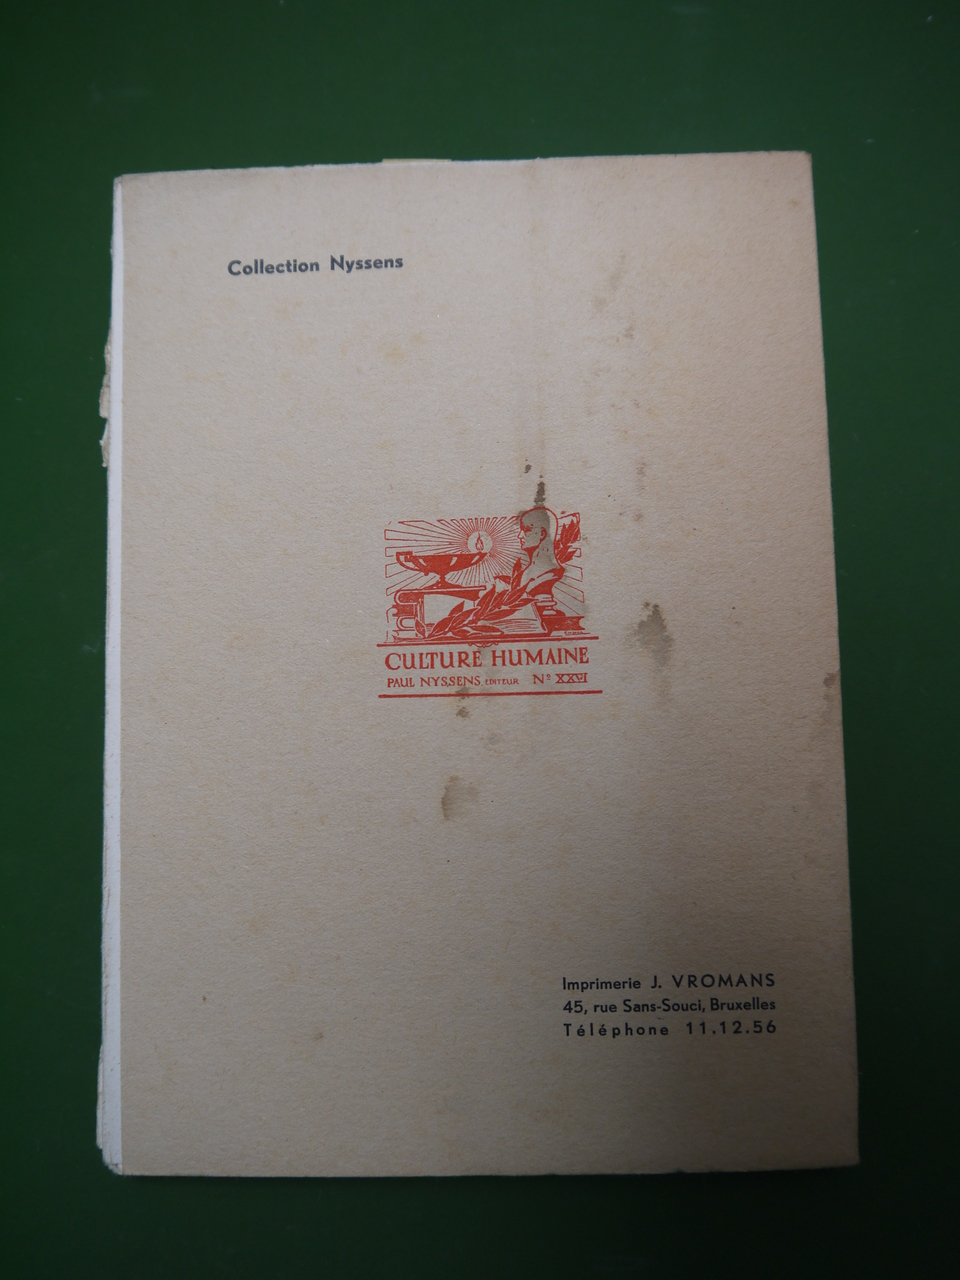 Collection Nyssens
CULTURE HUMAINE
PAUL NYSSENS EDITEUR Nº XXVI
Imprimerie J. VROMANS
45, rue Sans-Souci, Bruxelles
Téléphone 11.12.56